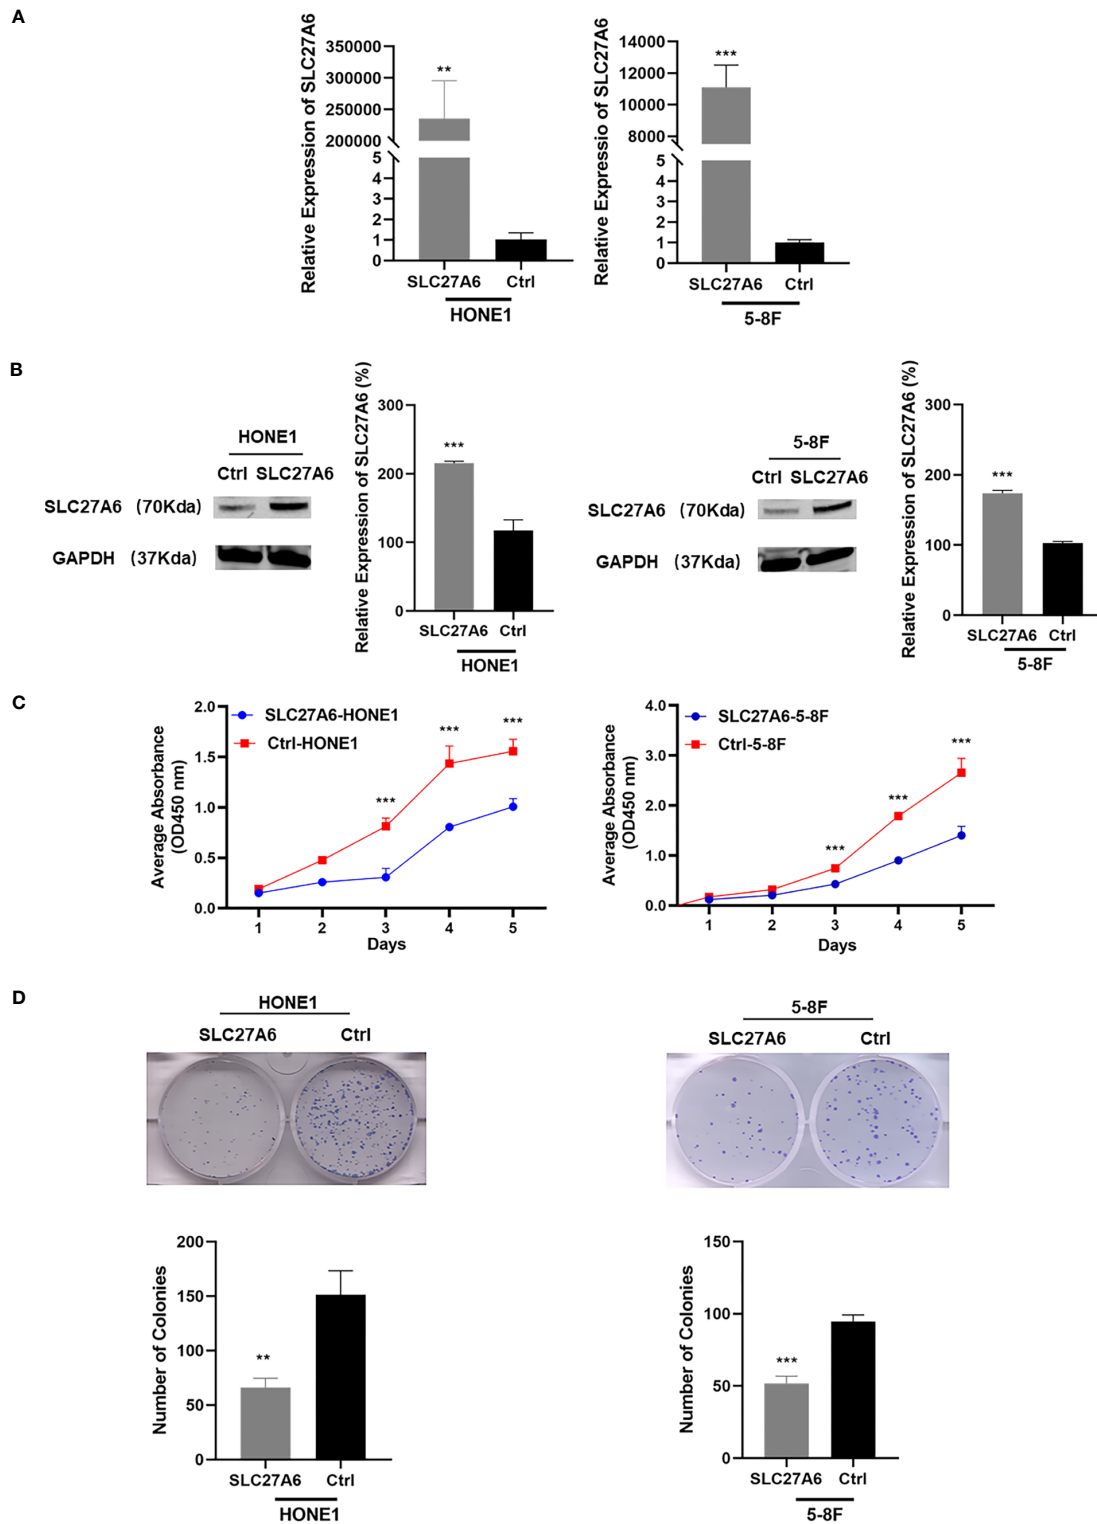 A
Relative Expression of SLC27A6
350000
300000
250000
200000
5
4
3
2
1
0
**
SLC27A6 Ctrl
HONE1
Relative Expressio of SLC27A6
14000
12000
10000
8000
5
4
3
2
1
0
***
SLC27A6 Ctrl
5-8F
B
HONE1
Ctrl SLC27A6
SLC27A6 (70Kda)
GAPDH (37Kda)
Relative Expression of SLC27A6 (%)
300
200
100
0
***
SLC27A6 Ctrl
HONE1
5-8F
Ctrl SLC27A6
SLC27A6 (70Kda)
GAPDH (37Kda)
Relative Expression of SLC27A6 (%)
300
200
100
0
***
SLC27A6 Ctrl
5-8F
C
Average Absorbance
(OD450 nm)
2.0
1.5
1.0
0.5
0.0
SLC27A6-HONE1
Ctrl-HONE1
*** *** ***
1 2 3 4 5
Days
Average Absorbance
(OD450 nm)
4.0
3.0
2.0
1.0
0.0
SLC27A6-5-8F
Ctrl-5-8F
*** *** ***
1 2 3 4 5
Days
D
HONE1
SLC27A6 Ctrl
5-8F
SLC27A6 Ctrl
Number of Colonies
200
150
100
50
0
**
SLC27A6 Ctrl
HONE1
Number of Colonies
150
100
50
0
***
SLC27A6 Ctrl
5-8F